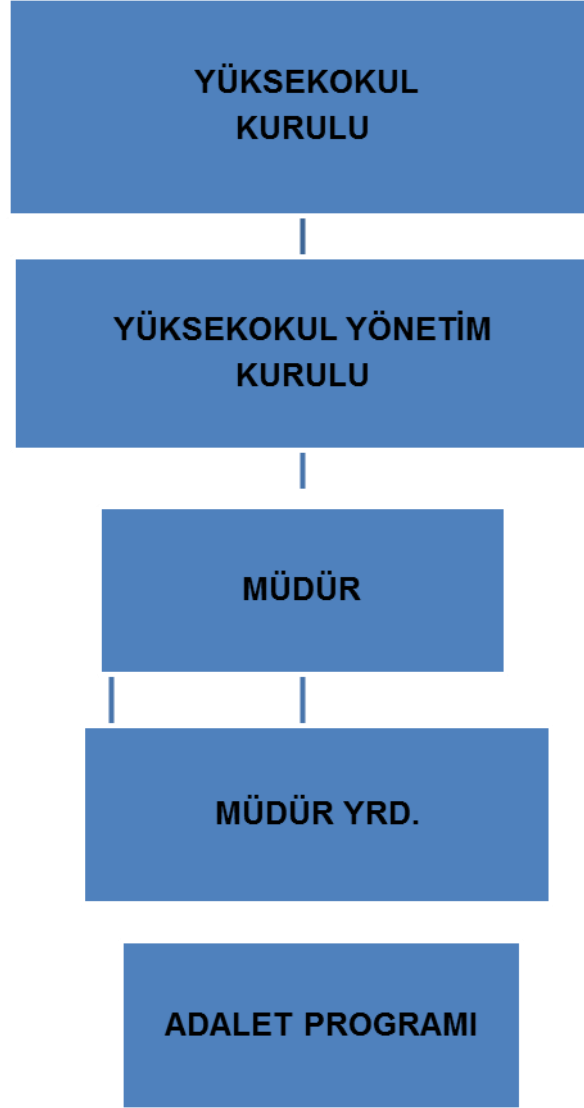 YÜKSEKOKUL
KURULU
YÜKSEKOKUL YÖNETİM
KURULU
MÜDÜR
MÜDÜR YRD.
ADALET PROGRAMI